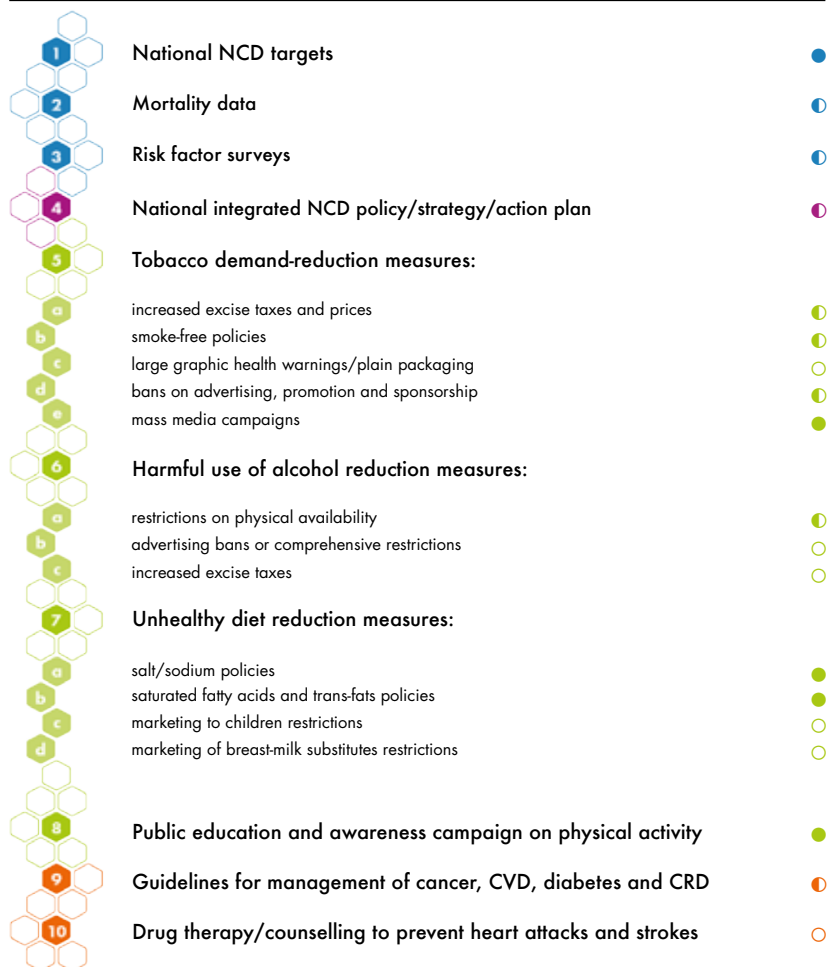 1 National NCD targets ●
2 Mortality data ◐
3 Risk factor surveys ◐
4 National integrated NCD policy/strategy/action plan ◐
5 Tobacco demand-reduction measures:
a increased excise taxes and prices ◐
b smoke-free policies ◐
c large graphic health warnings/plain packaging ○
d bans on advertising, promotion and sponsorship ◐
e mass media campaigns ●
6 Harmful use of alcohol reduction measures:
a restrictions on physical availability ◐
b advertising bans or comprehensive restrictions ○
c increased excise taxes ○
7 Unhealthy diet reduction measures:
a salt/sodium policies ●
b saturated fatty acids and trans-fats policies ●
c marketing to children restrictions ○
d marketing of breast-milk substitutes restrictions ○
8 Public education and awareness campaign on physical activity ●
9 Guidelines for management of cancer, CVD, diabetes and CRD ◐
10 Drug therapy/counselling to prevent heart attacks and strokes ○